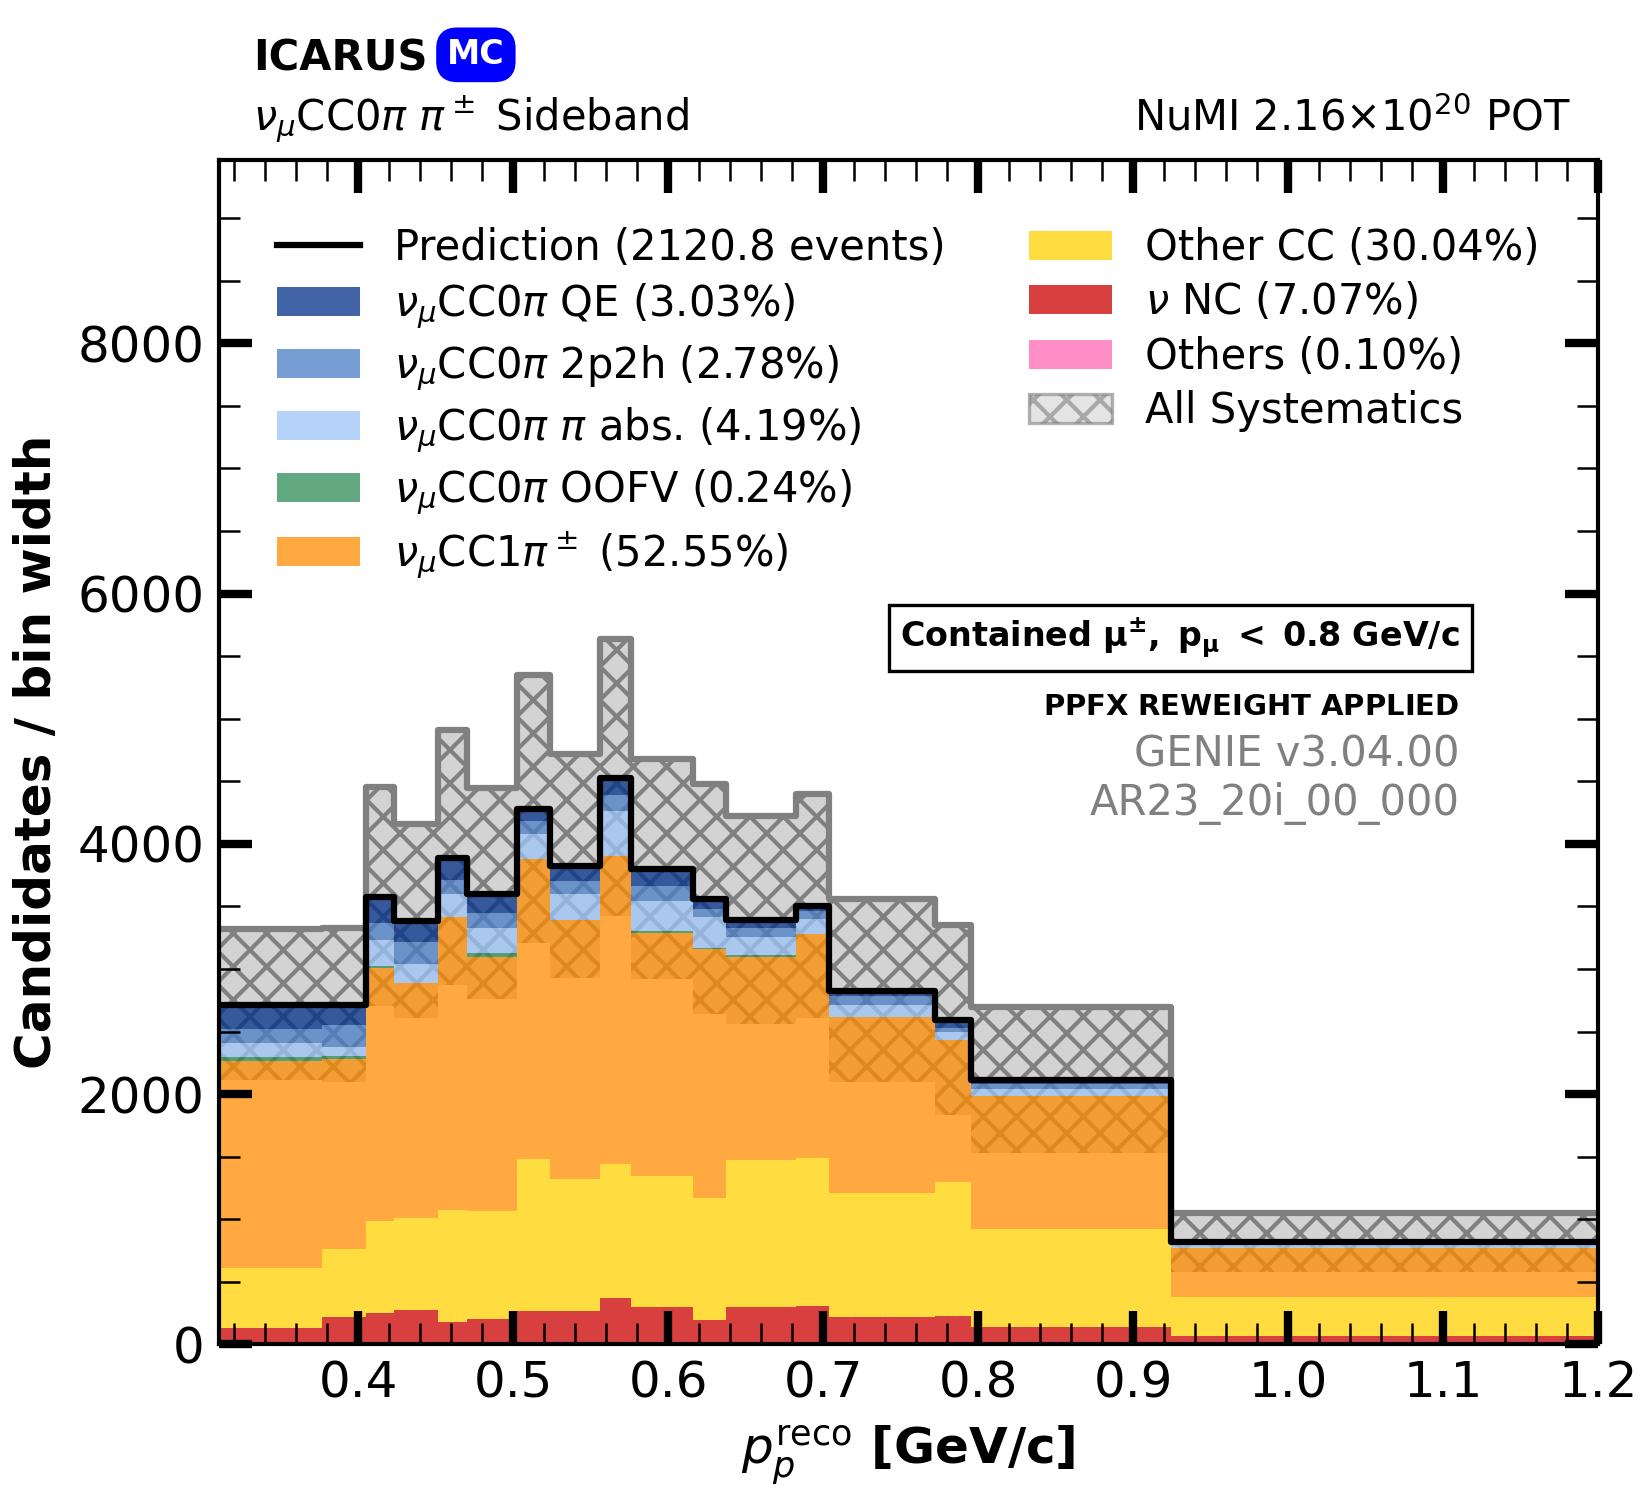 ICARUS MC
νμCC0π π± Sideband
NuMI 2.16×10²⁰ POT
Prediction (2120.8 events)
νμCC0π QE (3.03%)
νμCC0π 2p2h (2.78%)
νμCC0π π abs. (4.19%)
νμCC0π OOFV (0.24%)
νμCC1π± (52.55%)
Other CC (30.04%)
ν NC (7.07%)
Others (0.10%)
All Systematics
Contained μ±, pμ < 0.8 GeV/c
PPFX REWEIGHT APPLIED
GENIE v3.04.00
AR23_20i_00_000
Candidates / bin width
8000
6000
4000
2000
0
0.4 0.5 0.6 0.7 0.8 0.9 1.0 1.1 1.2
p_p^reco [GeV/c]